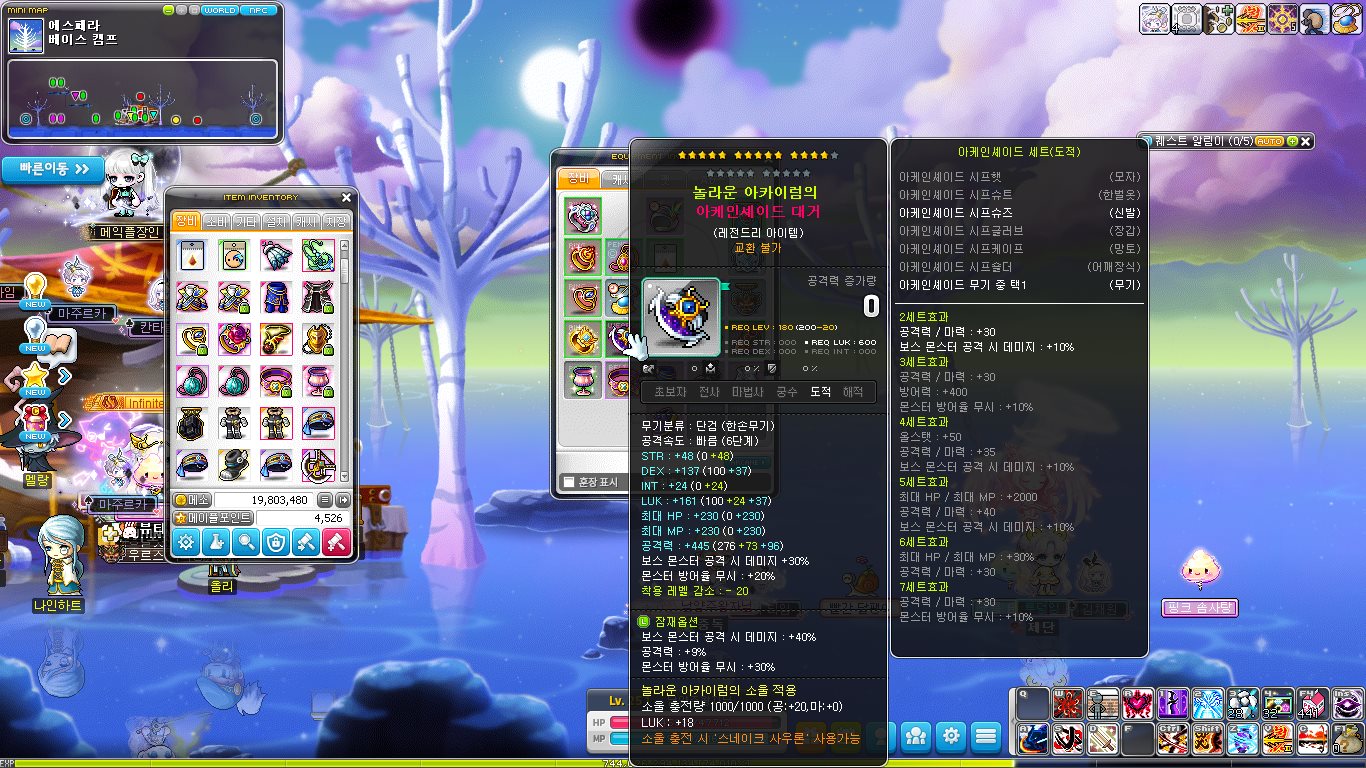 MINI MAP
WORLD
NPC
에스페라
베이스 캠프
빠른이동 >>
메익플장인
마주르카
칸타
NEW
NEW
NEW
NEW
Infinite
멜랑
마주르카
뷰티
우르스
나인하트
올리
ITEM INVENTORY
장비
소비
기타
설치
캐시
치장
메소
19,803,480
메이플포인트
4,526
장비
훈장 표시
놀라운 아카이럼의
아케인셰이드 대거
(레전드리 아이템)
교환 불가
공격력 증가량
0
REQ LEV : 180 (200-20)
REQ STR : 000
REQ LUK : 600
REQ DEX : 000
REQ INT : 000
0
0 %
0 %
초보자 전사 마법사 궁수 도적 해적
무기분류 : 단검 (한손무기)
공격속도 : 빠름 (6단계)
STR : +48 (0 +48)
DEX : +137 (100 +37)
INT : +24 (0 +24)
LUK : +161 (100 +24 +37)
최대 HP : +230 (0 +230)
최대 MP : +230 (0 +230)
공격력 : +445 (276 +73 +96)
보스 몬스터 공격 시 데미지 +30%
몬스터 방어율 무시 : +20%
착용 레벨 감소 : - 20
잠재옵션
보스 몬스터 공격 시 데미지 : +40%
공격력 : +9%
몬스터 방어율 무시 : +30%
놀라운 아카이럼의 소울 적용
소울 충전량 1000/1000 (공:+20,마:+0)
LUK : +18
소울 충전 시 '스네이크 사우론' 사용가능
아케인셰이드 세트(도적)
아케인셰이드 시프햇 (모자)
아케인셰이드 시프슈트 (한벌옷)
아케인셰이드 시프슈즈 (신발)
아케인셰이드 시프글러브 (장갑)
아케인셰이드 시프케이프 (망토)
아케인셰이드 시프숄더 (어깨장식)
아케인셰이드 무기 중 택1 (무기)
2세트효과
공격력 / 마력 : +30
보스 몬스터 공격 시 데미지 : +10%
3세트효과
공격력 / 마력 : +30
방어력 : +400
몬스터 방어율 무시 : +10%
4세트효과
올스탯 : +50
공격력 / 마력 : +35
보스 몬스터 공격 시 데미지 : +10%
5세트효과
최대 HP / 최대 MP : +2000
공격력 / 마력 : +40
보스 몬스터 공격 시 데미지 : +10%
6세트효과
최대 HP / 최대 MP : +30%
공격력 / 마력 : +30
7세트효과
공격력 / 마력 : +30
몬스터 방어율 무시 : +10%
세단
퀘스트 알림이 (0/5)
AUTO
핑크 솜사탕
Lv.
HP
MP
EXP
Ctrl
Shift